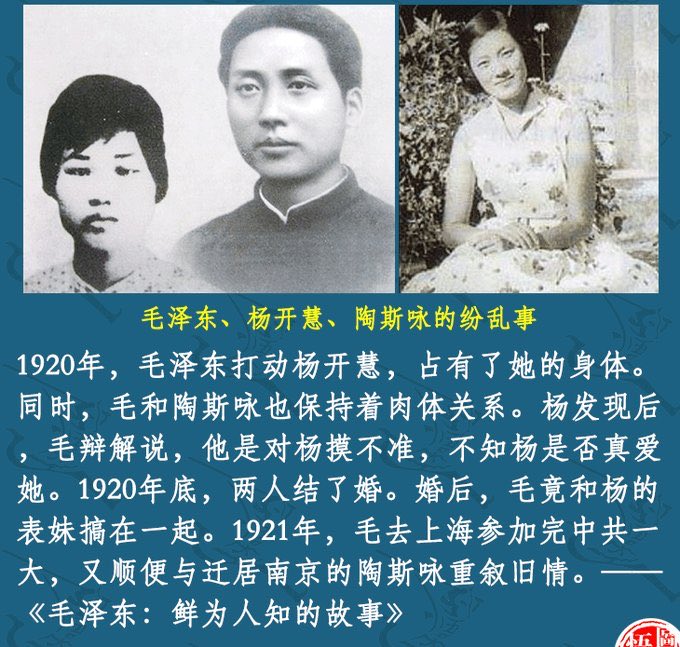 毛泽东、杨开慧、陶斯咏的纷乱事
1920年，毛泽东打动杨开慧，占有了她的身体。
同时，毛和陶斯咏也保持着肉体关系。杨发现后
，毛辩解说，他是对杨摸不准，不知杨是否真爱
她。1920年底，两人结了婚。婚后，毛竟和杨的
表妹搞在一起。1921年，毛去上海参加完中共一
大，又顺便与迁居南京的陶斯咏重叙旧情。——
《毛泽东：鲜为人知的故事》